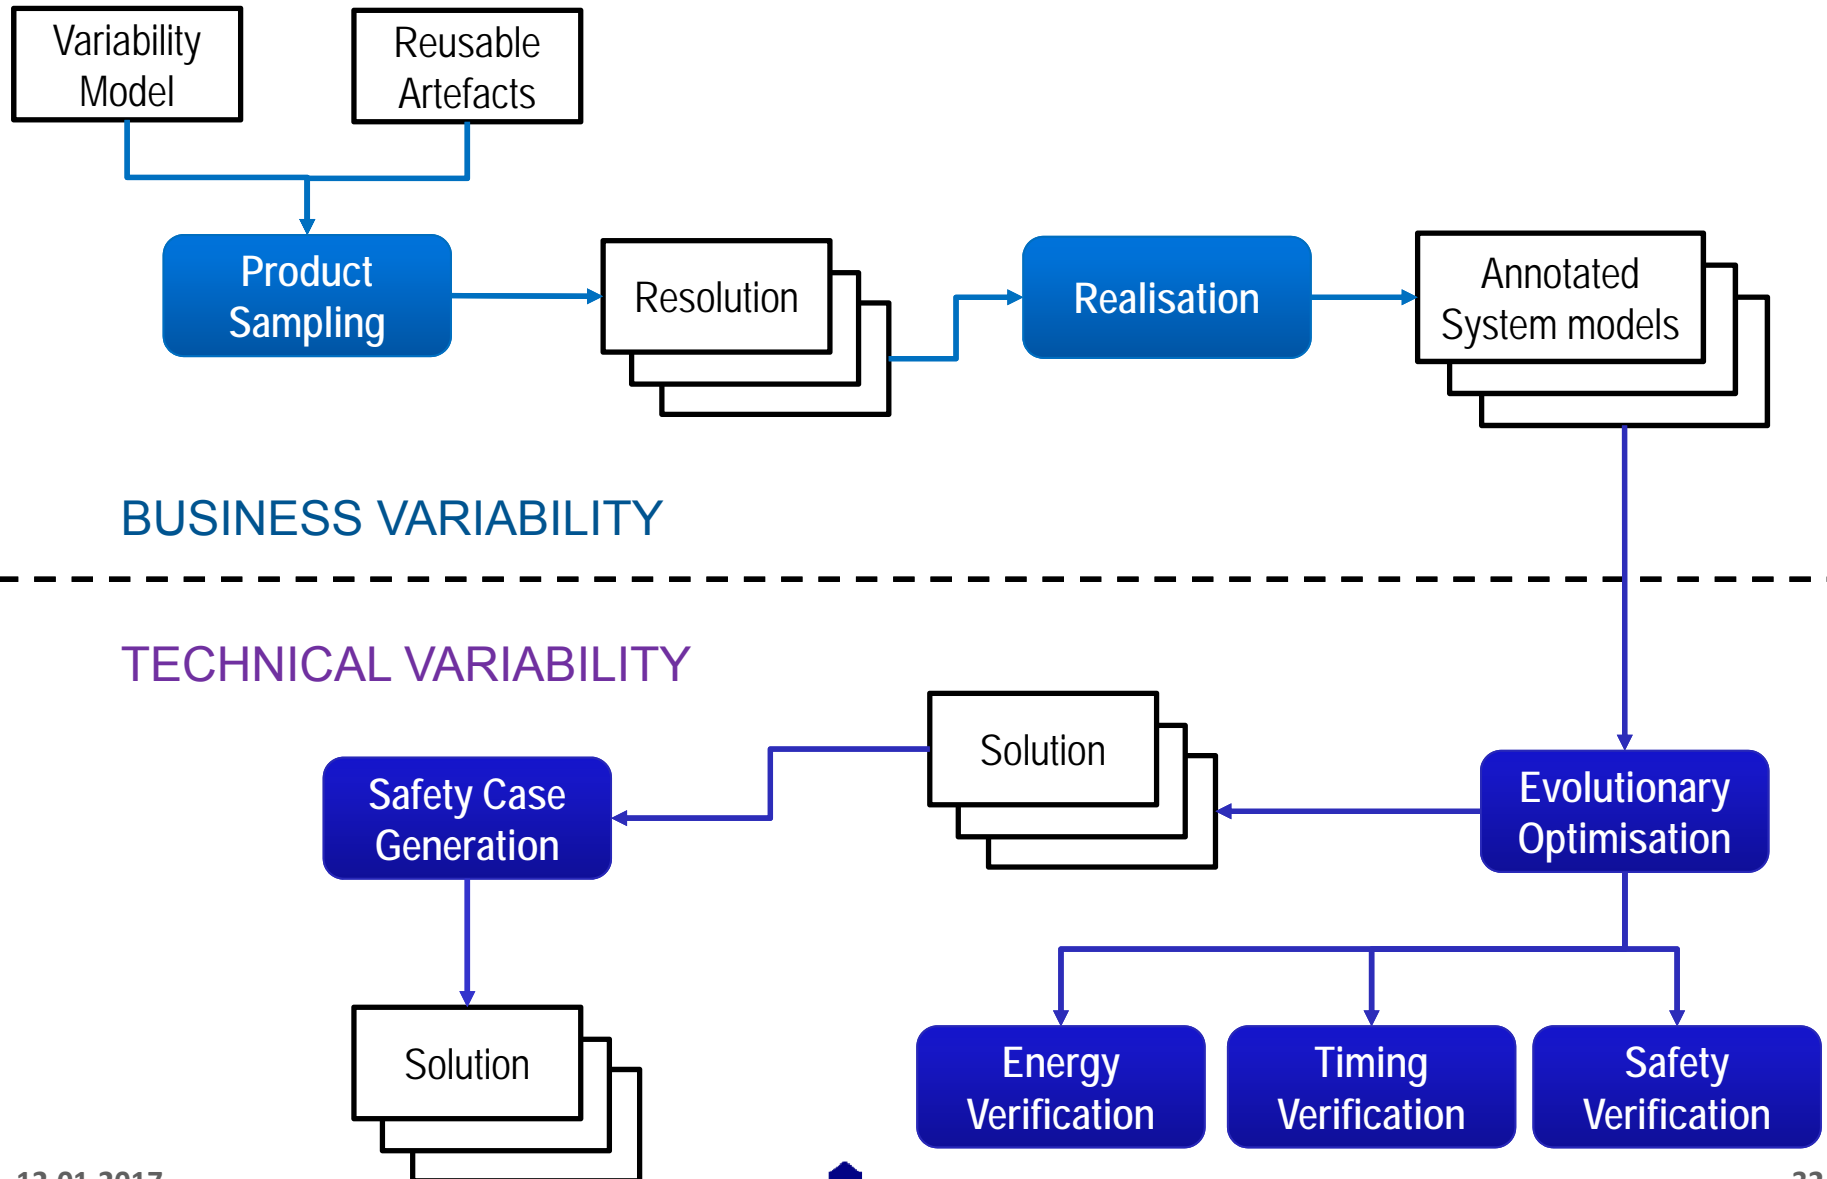 Variability
Model
Reusable
Artefacts
Product
Sampling
Resolution
Realisation
Annotated
System models
BUSINESS VARIABILITY
TECHNICAL VARIABILITY
Solution
Safety Case
Generation
Evolutionary
Optimisation
Solution
Energy
Verification
Timing
Verification
Safety
Verification